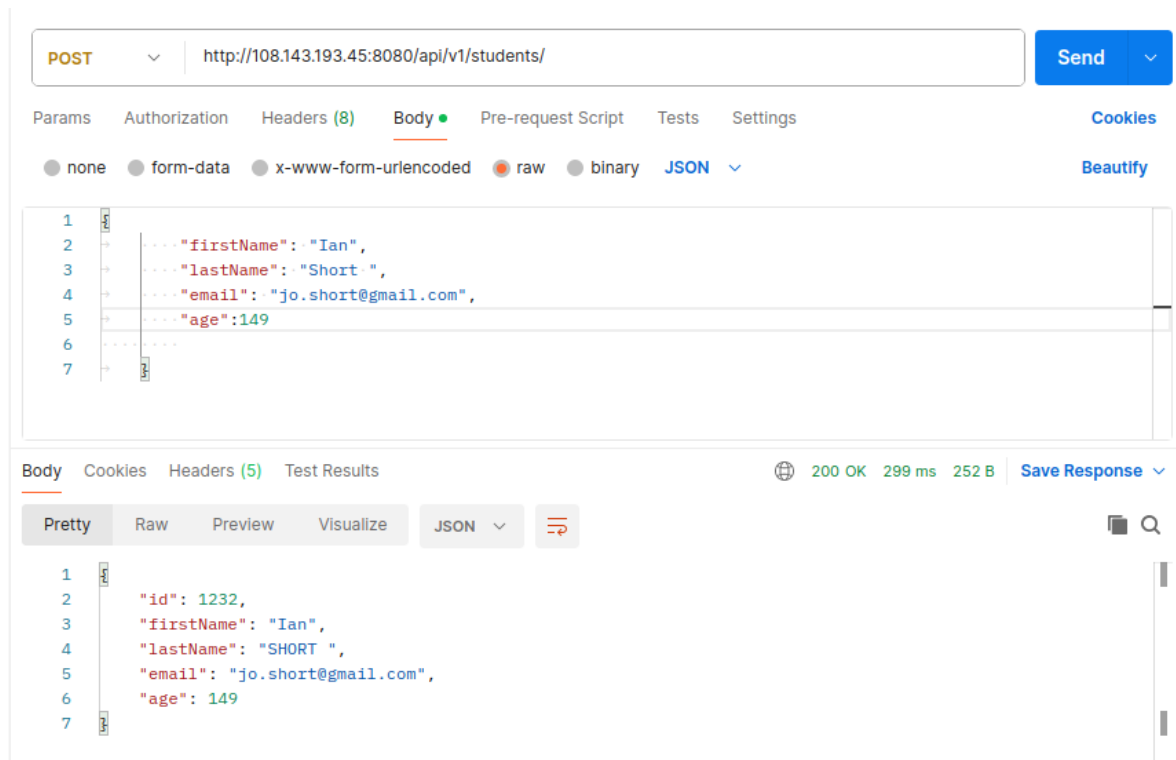 POST http://108.143.193.45:8080/api/v1/students/ Send
Params Authorization Headers (8) Body Pre-request Script Tests Settings Cookies
none form-data x-www-form-urlencoded raw binary JSON Beautify
1 {
2 "firstName": "Ian",
3 "lastName": "Short ",
4 "email": "jo.short@gmail.com",
5 "age":149
6
7 }
Body Cookies Headers (5) Test Results 200 OK 299 ms 252 B Save Response
Pretty Raw Preview Visualize JSON
1 {
2 "id": 1232,
3 "firstName": "Ian",
4 "lastName": "SHORT ",
5 "email": "jo.short@gmail.com",
6 "age": 149
7 }